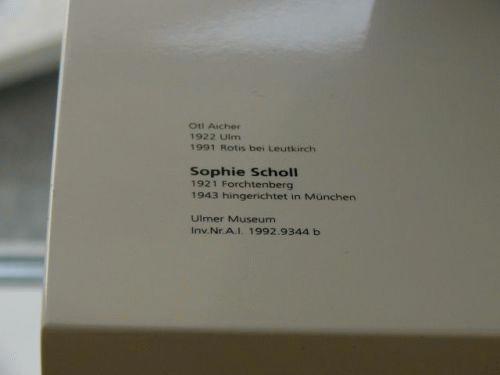 Otl Aicher
1922 Ulm
1991 Rotis bei Leutkirch
Sophie Scholl
1921 Forchtenberg
1943 hingerichtet in München
Ulmer Museum
Inv.Nr.A.I. 1992.9344 b